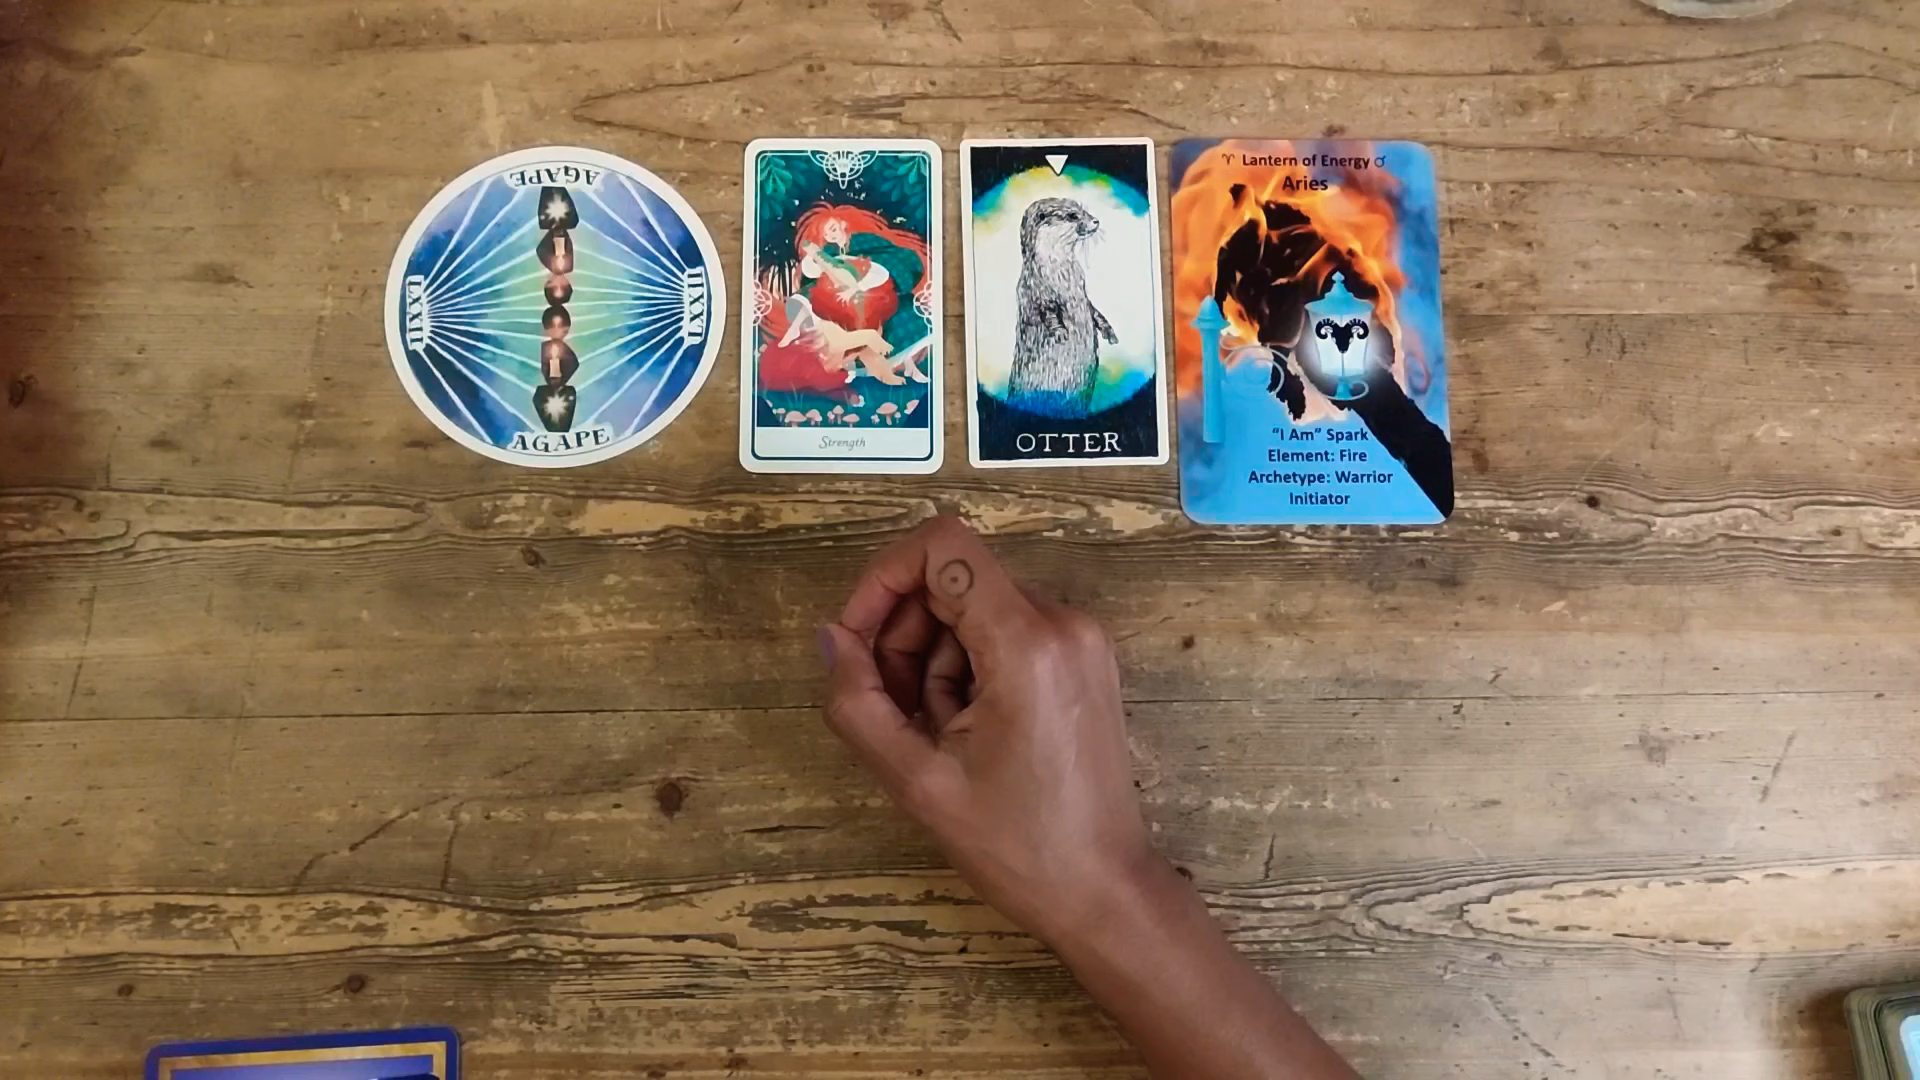 AGAPE
LXXII
LXXII
AGAPE
Strength
OTTER
♈ Lantern of Energy ♂
Aries
"I Am" Spark
Element: Fire
Archetype: Warrior
Initiator